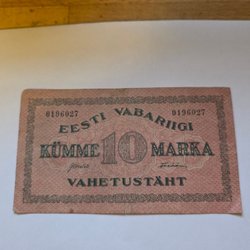 0196027 0196027
EESTI VABARIIGI
KÜMME 10 MARKA
VAHETUSTÄHT